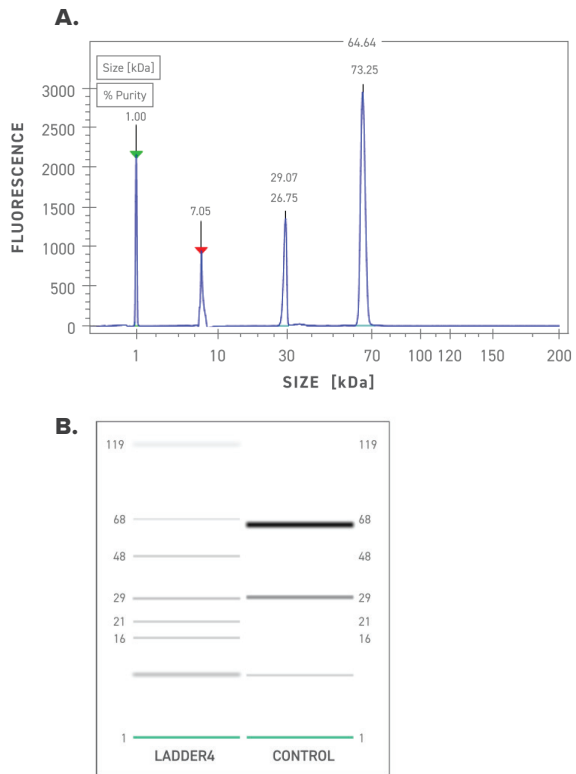 A.
64.64
73.25
Size [kDa]
% Purity
1.00
7.05
29.07
26.75
FLUORESCENCE
3000
2500
2000
1500
1000
500
0
1 10 30 70 100 120 150 200
SIZE [kDa]
B.
119 119
68 68
48 48
29 29
21 21
16 16
1 1
LADDER4 CONTROL